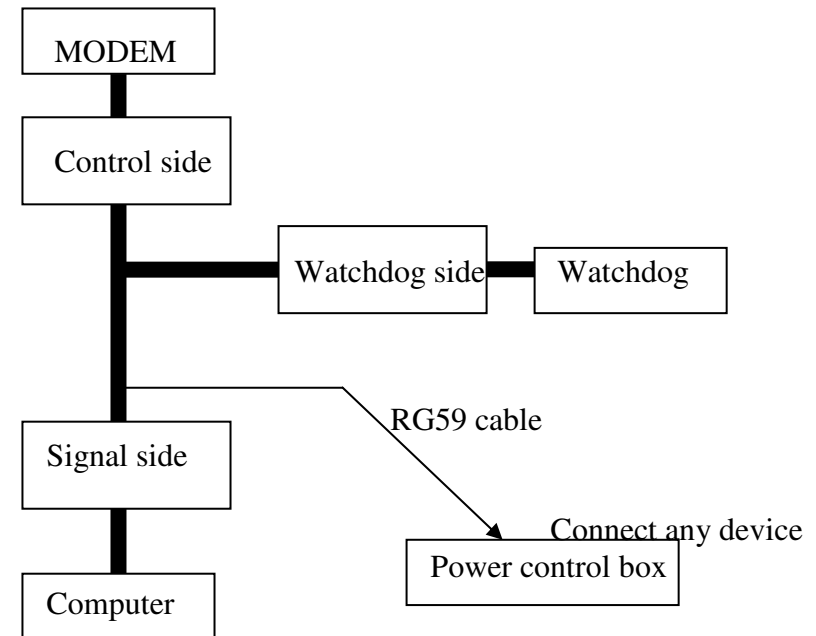 MODEM
Control side
Watchdog side
Watchdog
RG59 cable
Signal side
Connect any device
Power control box
Computer